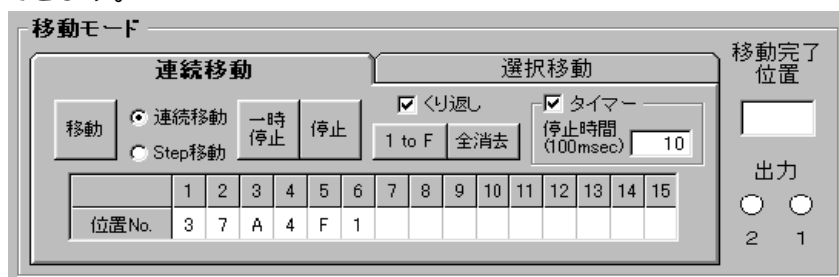 移動モード
連続移動
選択移動
移動完了
位置
移動
連続移動
Step移動
一時
停止
停止
くり返し
1 to F
全消去
タイマー
停止時間
(100msec)
10
出力
2 1
1 2 3 4 5 6 7 8 9 10 11 12 13 14 15
位置No. 3 7 A 4 F 1